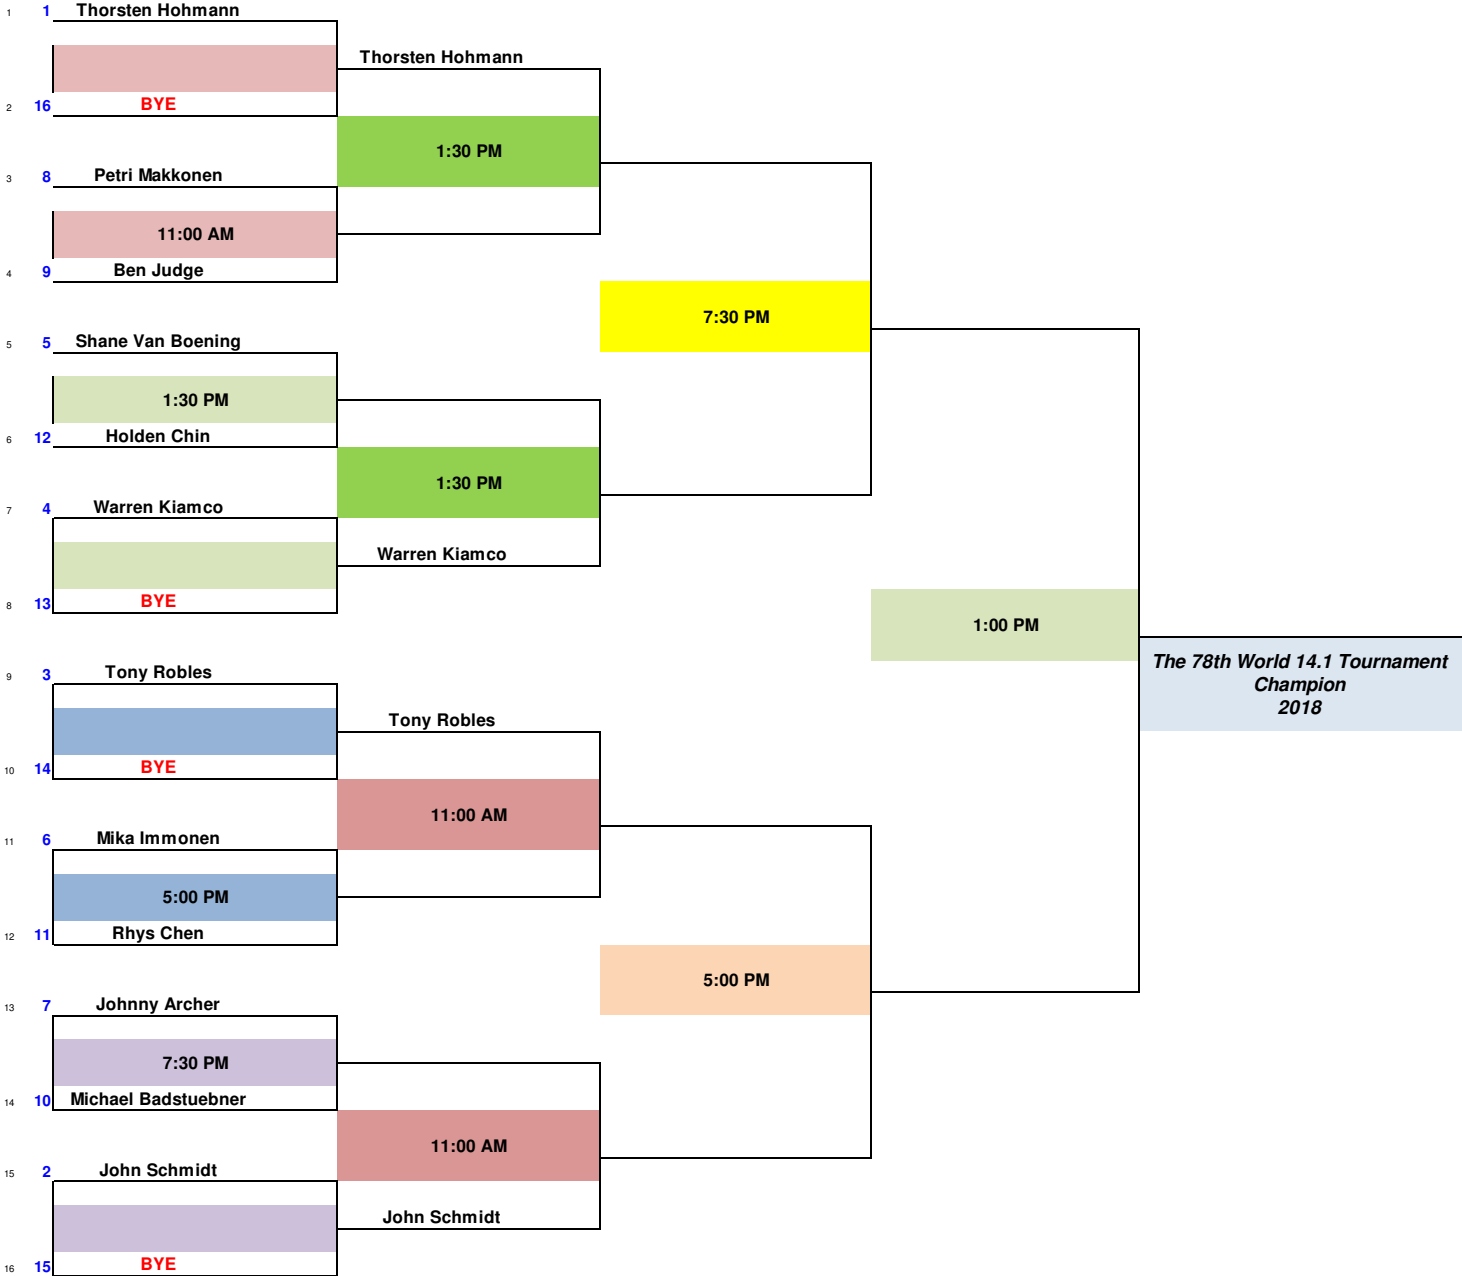 1 1 Thorsten Hohmann
Thorsten Hohmann
2 16 BYE
1:30 PM
3 8 Petri Makkonen
11:00 AM
4 9 Ben Judge
7:30 PM
5 5 Shane Van Boening
1:30 PM
6 12 Holden Chin
1:30 PM
7 4 Warren Kiamco
Warren Kiamco
8 13 BYE
1:00 PM
The 78th World 14.1 Tournament
Champion
2018
9 3 Tony Robles
Tony Robles
10 14 BYE
11:00 AM
11 6 Mika Immonen
5:00 PM
12 11 Rhys Chen
5:00 PM
13 7 Johnny Archer
7:30 PM
14 10 Michael Badstuebner
11:00 AM
15 2 John Schmidt
John Schmidt
16 15 BYE